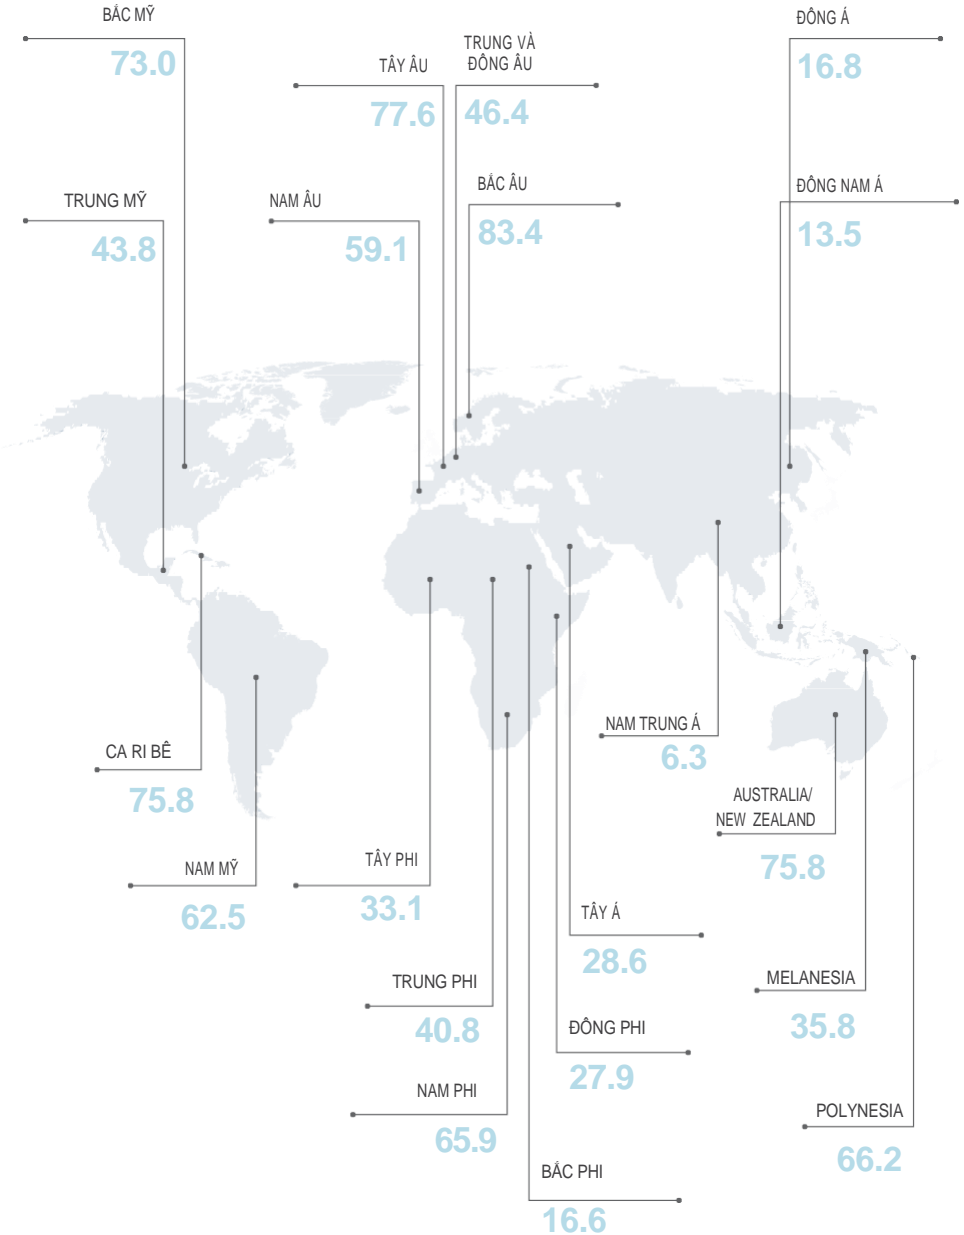 BẮC MỸ
73.0
TÂY ÂU
77.6
TRUNG VÀ
ĐÔNG ÂU
46.4
ĐÔNG Á
16.8
TRUNG MỸ
43.8
NAM ÂU
59.1
BẮC ÂU
83.4
ĐÔNG NAM Á
13.5
CA RI BÊ
75.8
NAM TRUNG Á
6.3
AUSTRALIA/
NEW ZEALAND
75.8
NAM MỸ
62.5
TÂY PHI
33.1
TÂY Á
28.6
TRUNG PHI
40.8
MELANESIA
35.8
ĐÔNG PHI
27.9
NAM PHI
65.9
POLYNESIA
66.2
BẮC PHI
16.6